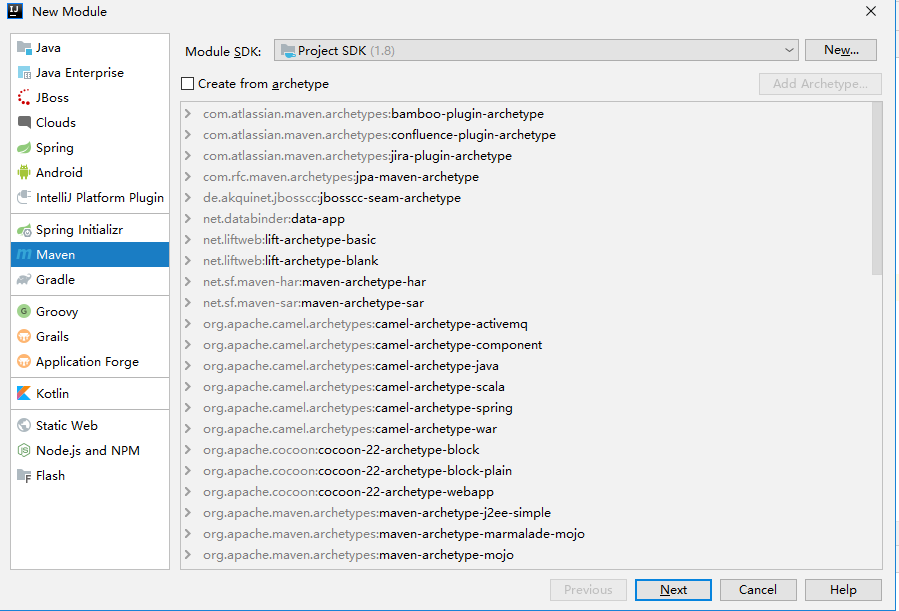 New Module
Java
Java Enterprise
JBoss
Clouds
Spring
Android
IntelliJ Platform Plugin
Spring Initializr
Maven
Gradle
Groovy
Grails
Application Forge
Kotlin
Static Web
Node.js and NPM
Flash
Module SDK: Project SDK (1.8) New...
Create from archetype Add Archetype...
com.atlassian.maven.archetypes:bamboo-plugin-archetype
com.atlassian.maven.archetypes:confluence-plugin-archetype
com.atlassian.maven.archetypes:jira-plugin-archetype
com.rfc.maven.archetypes:jpa-maven-archetype
de.akquinet.jbosscc:jbosscc-seam-archetype
net.databinder:data-app
net.liftweb:lift-archetype-basic
net.liftweb:lift-archetype-blank
net.sf.maven-har:maven-archetype-har
net.sf.maven-sar:maven-archetype-sar
org.apache.camel.archetypes:camel-archetype-activemq
org.apache.camel.archetypes:camel-archetype-component
org.apache.camel.archetypes:camel-archetype-java
org.apache.camel.archetypes:camel-archetype-scala
org.apache.camel.archetypes:camel-archetype-spring
org.apache.camel.archetypes:camel-archetype-war
org.apache.cocoon:cocoon-22-archetype-block
org.apache.cocoon:cocoon-22-archetype-block-plain
org.apache.cocoon:cocoon-22-archetype-webapp
org.apache.maven.archetypes:maven-archetype-j2ee-simple
org.apache.maven.archetypes:maven-archetype-marmalade-mojo
org.apache.maven.archetypes:maven-archetype-mojo
Previous Next Cancel Help